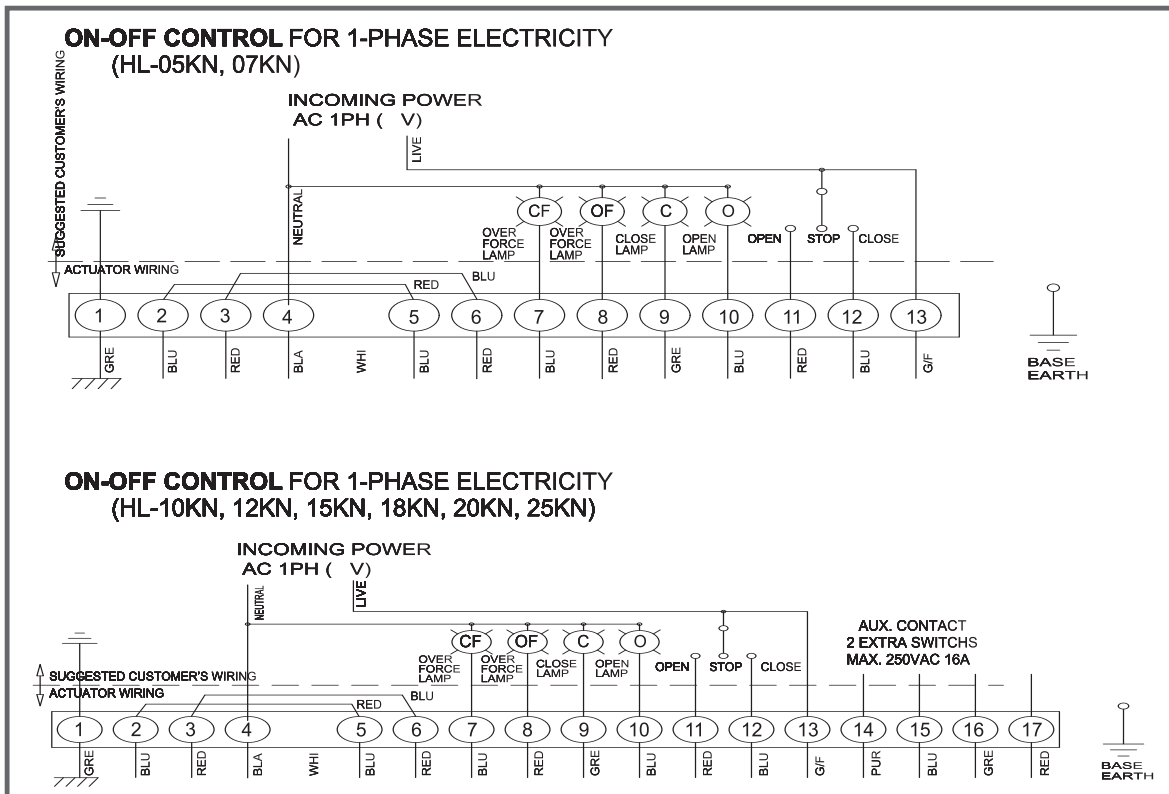 ON-OFF CONTROL FOR 1-PHASE ELECTRICITY
(HL-05KN, 07KN)
SUGGESTED CUSTOMER'S WIRING
INCOMING POWER
AC 1PH ( V)
LIVE
NEUTRAL
CF OF C O
OVER FORCE LAMP
OVER FORCE LAMP
CLOSE LAMP
OPEN LAMP
OPEN STOP CLOSE
ACTUATOR WIRING
BLU
RED
1 2 3 4 5 6 7 8 9 10 11 12 13
GRE BLU RED BLA WHI BLU RED BLU RED GRE BLU RED BLU G/F
BASE
EARTH
ON-OFF CONTROL FOR 1-PHASE ELECTRICITY
(HL-10KN, 12KN, 15KN, 18KN, 20KN, 25KN)
INCOMING POWER
AC 1PH ( V)
NEUTRAL
LIVE
CF OF C O
AUX. CONTACT
2 EXTRA SWITCHS
MAX. 250VAC 16A
OVER FORCE LAMP
OVER FORCE LAMP
CLOSE LAMP
OPEN LAMP
OPEN STOP CLOSE
SUGGESTED CUSTOMER'S WIRING
ACTUATOR WIRING
BLU
RED
1 2 3 4 5 6 7 8 9 10 11 12 13 14 15 16 17
GRE BLU RED BLA WHI BLU RED BLU RED GRE BLU RED BLU G/F PUR BLU GRE RED
BASE
EARTH